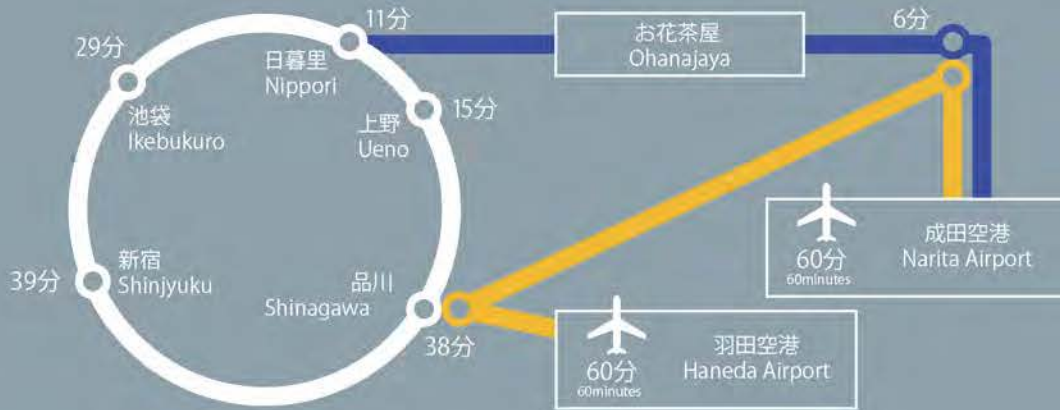 11分
お花茶屋
Ohanajaya
6分
29分
日暮里
Nippori
池袋
Ikebukuro
上野
Ueno
15分
60分
60minutes
成田空港
Narita Airport
39分
新宿
Shinjyuku
品川
Shinagawa
38分
60分
60minutes
羽田空港
Haneda Airport